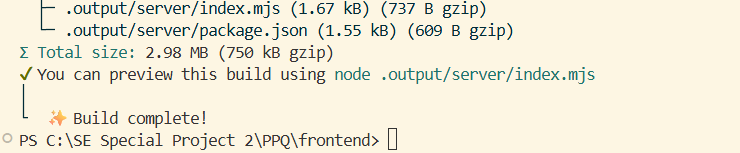 ├─ .output/server/index.mjs (1.67 kB) (737 B gzip)
└─ .output/server/package.json (1.55 kB) (609 B gzip)
Σ Total size: 2.98 MB (750 kB gzip)
✓ You can preview this build using node .output/server/index.mjs
│
└ ✨ Build complete!
PS C:\SE Special Project 2\PPQ\frontend>